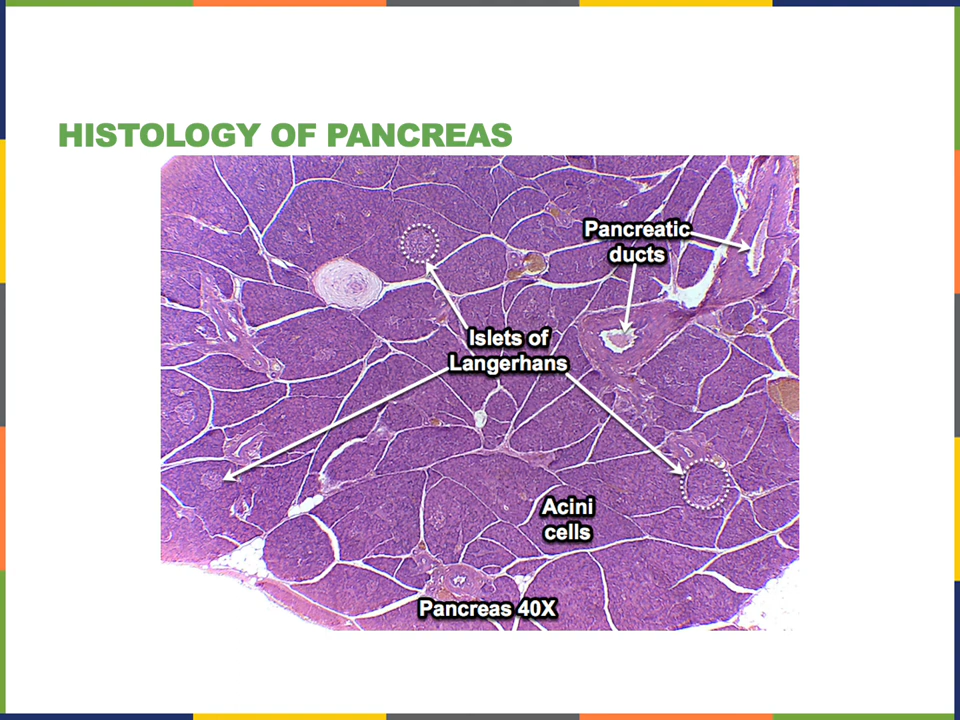 HISTOLOGY OF PANCREAS
Pancreatic
ducts
Islets of
Langerhans
Acini
cells
Pancreas 40X